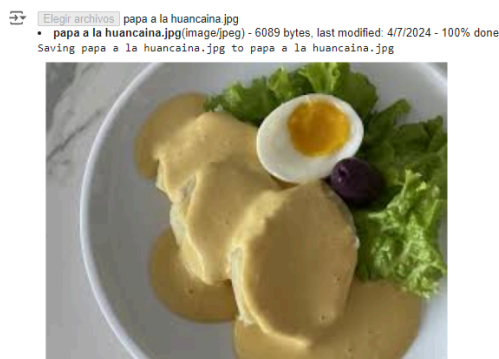 Elegir archivos papa a la huancaina.jpg
• papa a la huancaina.jpg(image/jpeg) - 6089 bytes, last modified: 4/7/2024 - 100% done
Saving papa a la huancaina.jpg to papa a la huancaina.jpg